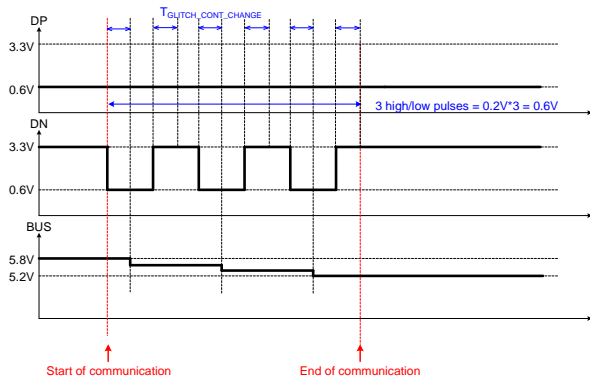 T_GLITCH_CONT_CHANGE
DP
3.3V
0.6V
3 high/low pulses = 0.2V*3 = 0.6V
DN
3.3V
0.6V
BUS
5.8V
5.2V
Start of communication
End of communication